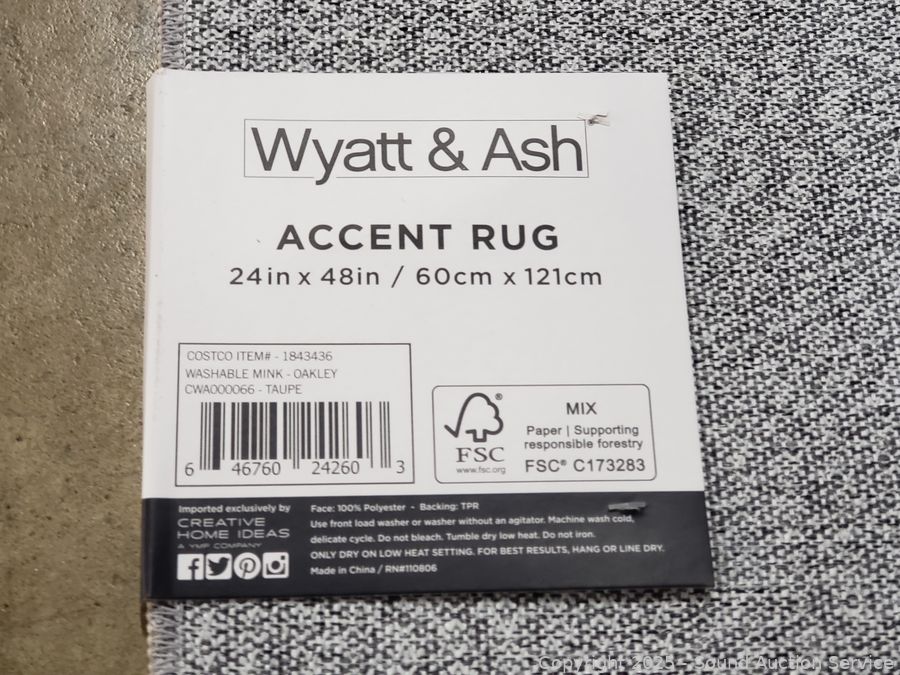 Wyatt & Ash
ACCENT RUG
24in x 48in / 60cm x 121cm
COSTCO ITEM# - 1843436
WASHABLE MINK - OAKLEY
CWA000066 - TAUPE
6 46760 24260 3
FSC®
www.fsc.org
MIX
Paper | Supporting
responsible forestry
FSC® C173283
Imported exclusively by
CREATIVE
HOME IDEAS
A YMF COMPANY
Face: 100% Polyester - Backing: TPR
Use front load washer or washer without an agitator. Machine wash cold,
delicate cycle. Do not bleach. Tumble dry low heat. Do not iron.
ONLY DRY ON LOW HEAT SETTING. FOR BEST RESULTS, HANG OR LINE DRY.
Made in China / RN#110806
Copyright 2025 - Sound Auction Service